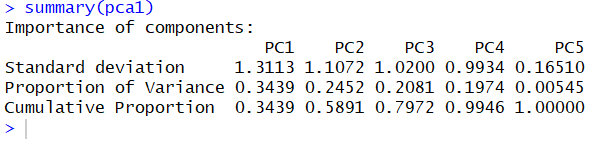 > summary(pca1)
Importance of components:
PC1 PC2 PC3 PC4 PC5
Standard deviation 1.3113 1.1072 1.0200 0.9934 0.16510
Proportion of Variance 0.3439 0.2452 0.2081 0.1974 0.00545
Cumulative Proportion 0.3439 0.5891 0.7972 0.9946 1.00000
>